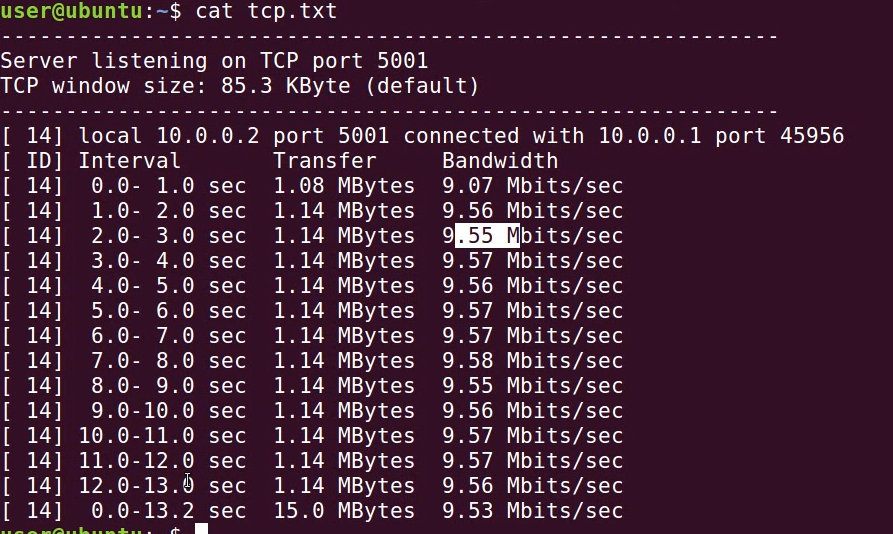 user@ubuntu:~$ cat tcp.txt
------------------------------------------------------------
Server listening on TCP port 5001
TCP window size: 85.3 KByte (default)
------------------------------------------------------------
[ 14] local 10.0.0.2 port 5001 connected with 10.0.0.1 port 45956
[ ID] Interval       Transfer     Bandwidth
[ 14]  0.0- 1.0 sec  1.08 MBytes  9.07 Mbits/sec
[ 14]  1.0- 2.0 sec  1.14 MBytes  9.56 Mbits/sec
[ 14]  2.0- 3.0 sec  1.14 MBytes  9.55 Mbits/sec
[ 14]  3.0- 4.0 sec  1.14 MBytes  9.57 Mbits/sec
[ 14]  4.0- 5.0 sec  1.14 MBytes  9.56 Mbits/sec
[ 14]  5.0- 6.0 sec  1.14 MBytes  9.57 Mbits/sec
[ 14]  6.0- 7.0 sec  1.14 MBytes  9.57 Mbits/sec
[ 14]  7.0- 8.0 sec  1.14 MBytes  9.58 Mbits/sec
[ 14]  8.0- 9.0 sec  1.14 MBytes  9.55 Mbits/sec
[ 14]  9.0-10.0 sec  1.14 MBytes  9.56 Mbits/sec
[ 14] 10.0-11.0 sec  1.14 MBytes  9.57 Mbits/sec
[ 14] 11.0-12.0 sec  1.14 MBytes  9.57 Mbits/sec
[ 14] 12.0-13.0 sec  1.14 MBytes  9.56 Mbits/sec
[ 14]  0.0-13.2 sec  15.0 MBytes  9.53 Mbits/sec
user@ubuntu:~$